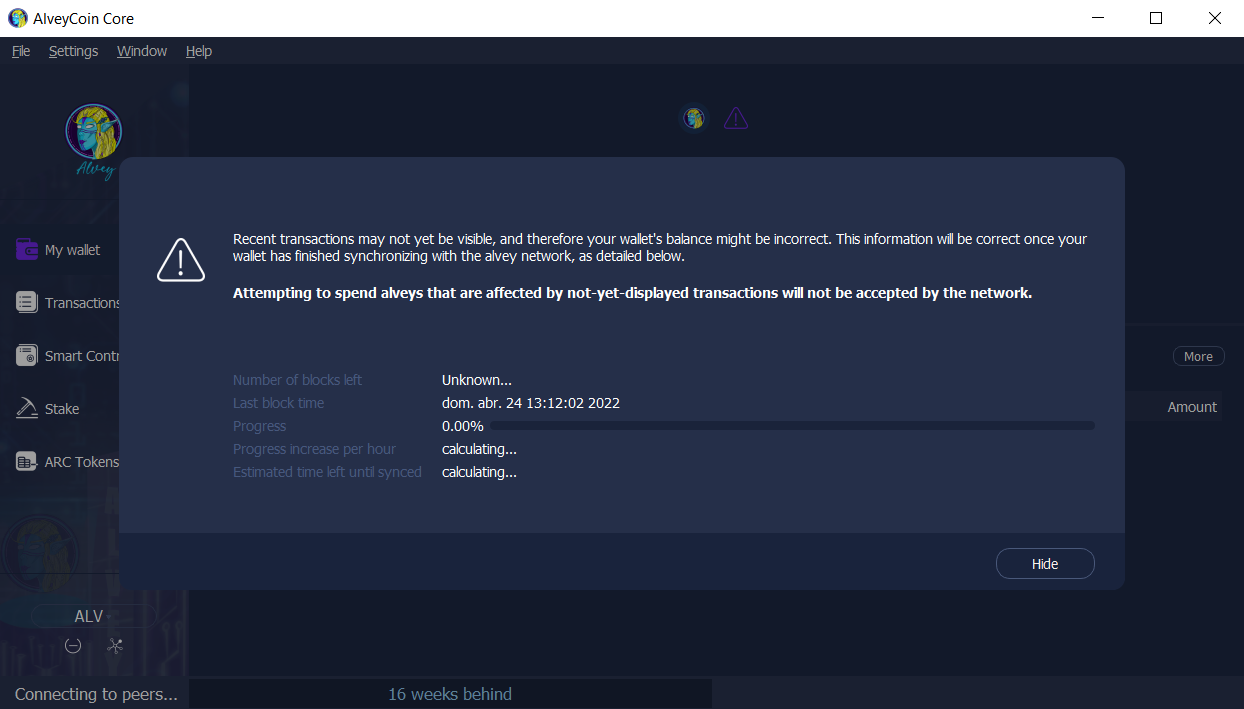 AlveyCoin Core
File Settings Window Help
Alvey
Recent transactions may not yet be visible, and therefore your wallet's balance might be incorrect. This information will be correct once your
wallet has finished synchronizing with the alvey network, as detailed below.
Attempting to spend alveys that are affected by not-yet-displayed transactions will not be accepted by the network.
My wallet
Transactions
Smart Contr
Stake
ARC Tokens
Number of blocks left Unknown...
Last block time dom. abr. 24 13:12:02 2022
Progress 0.00%
Progress increase per hour calculating...
Estimated time left until synced calculating...
More
Amount
Hide
ALV
Connecting to peers... 16 weeks behind